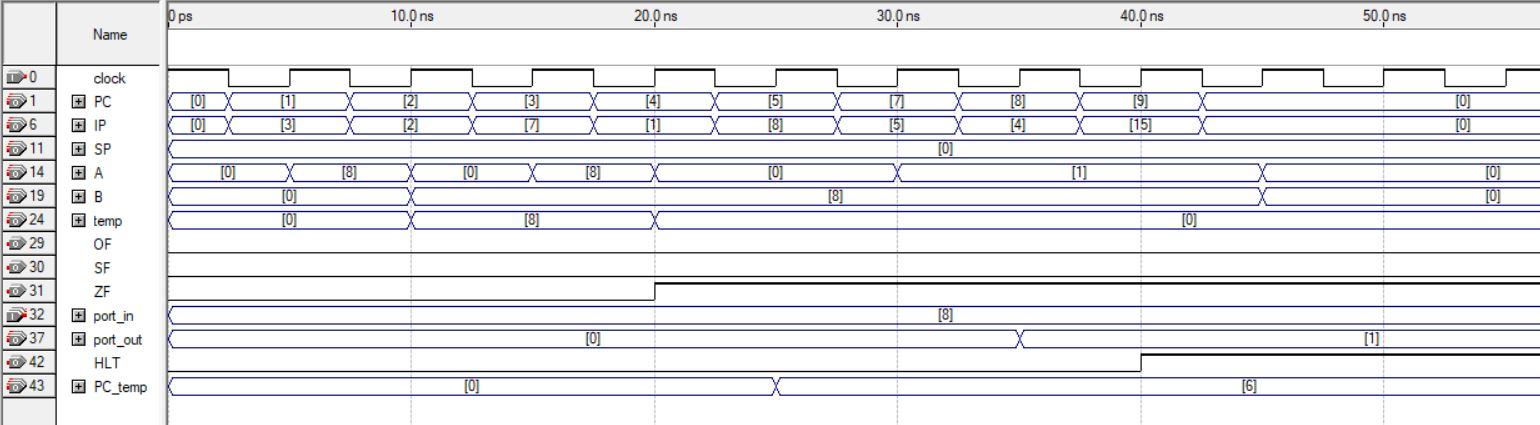 0 ps 10.0 ns 20.0 ns 30.0 ns 40.0 ns 50.0 ns
Name
0 clock
1 PC [0] [1] [2] [3] [4] [5] [7] [8] [9] [0]
6 IP [0] [3] [2] [7] [1] [8] [5] [4] [15] [0]
11 SP [0]
14 A [0] [8] [0] [8] [0] [1] [0]
19 B [0] [8] [0]
24 temp [0] [8] [0]
29 OF
30 SF
31 ZF
32 port_in [8]
37 port_out [0] [1]
42 HLT
43 PC_temp [0] [6]